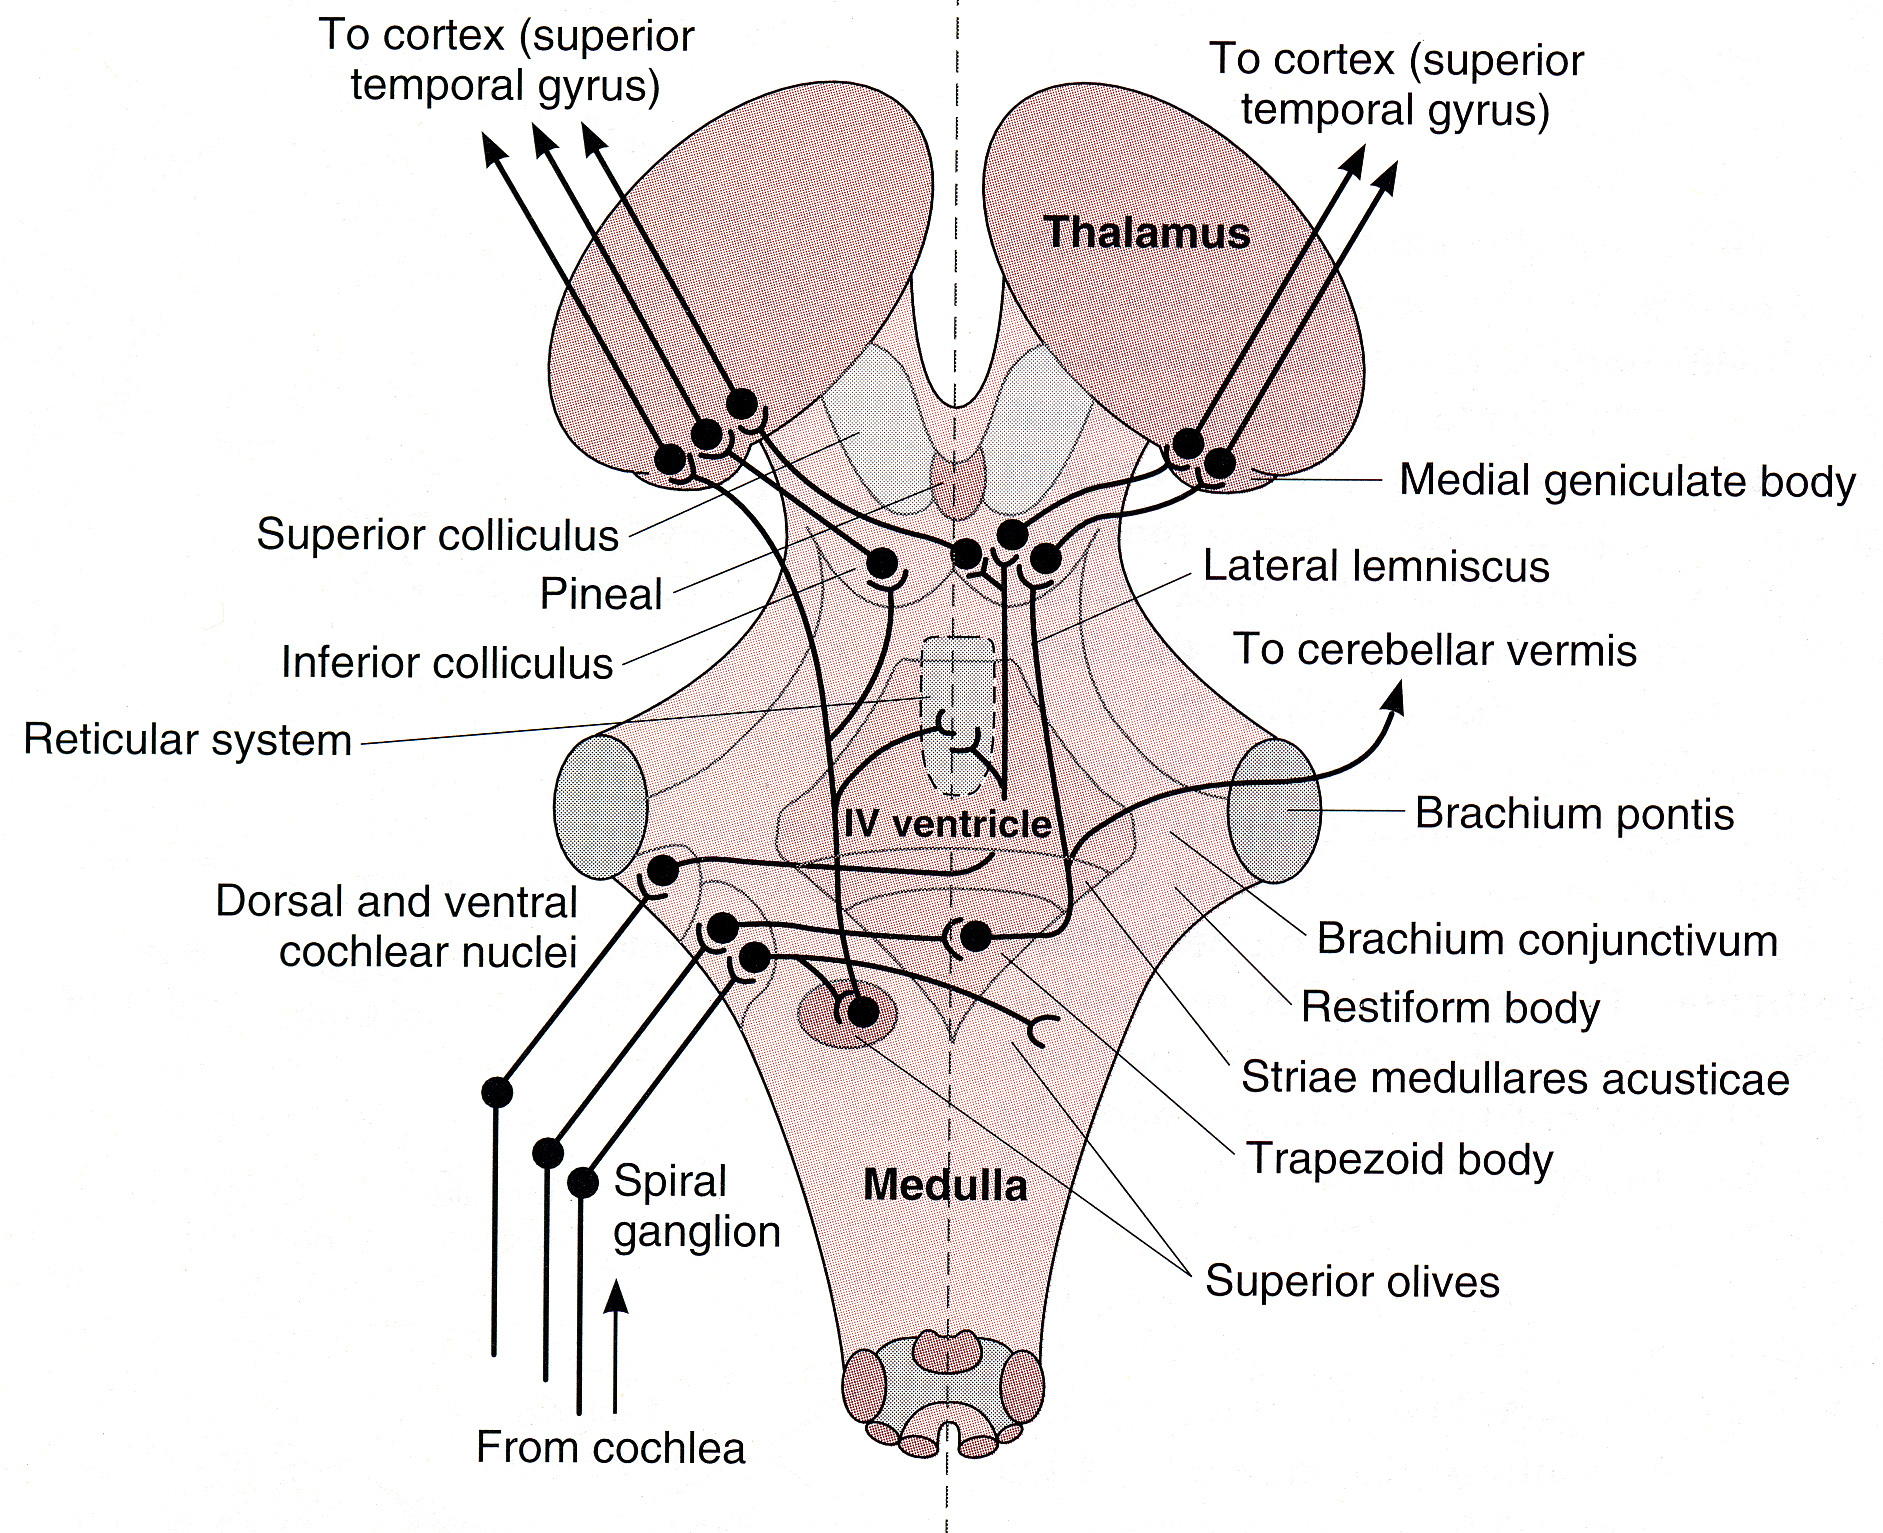 To cortex (superior
temporal gyrus)
To cortex (superior
temporal gyrus)
Thalamus
Medial geniculate body
Superior colliculus
Lateral lemniscus
Pineal
To cerebellar vermis
Inferior colliculus
Reticular system
IV ventricle
Brachium pontis
Dorsal and ventral
cochlear nuclei
Brachium conjunctivum
Restiform body
Striae medullares acusticae
Trapezoid body
Medulla
Spiral
ganglion
Superior olives
From cochlea